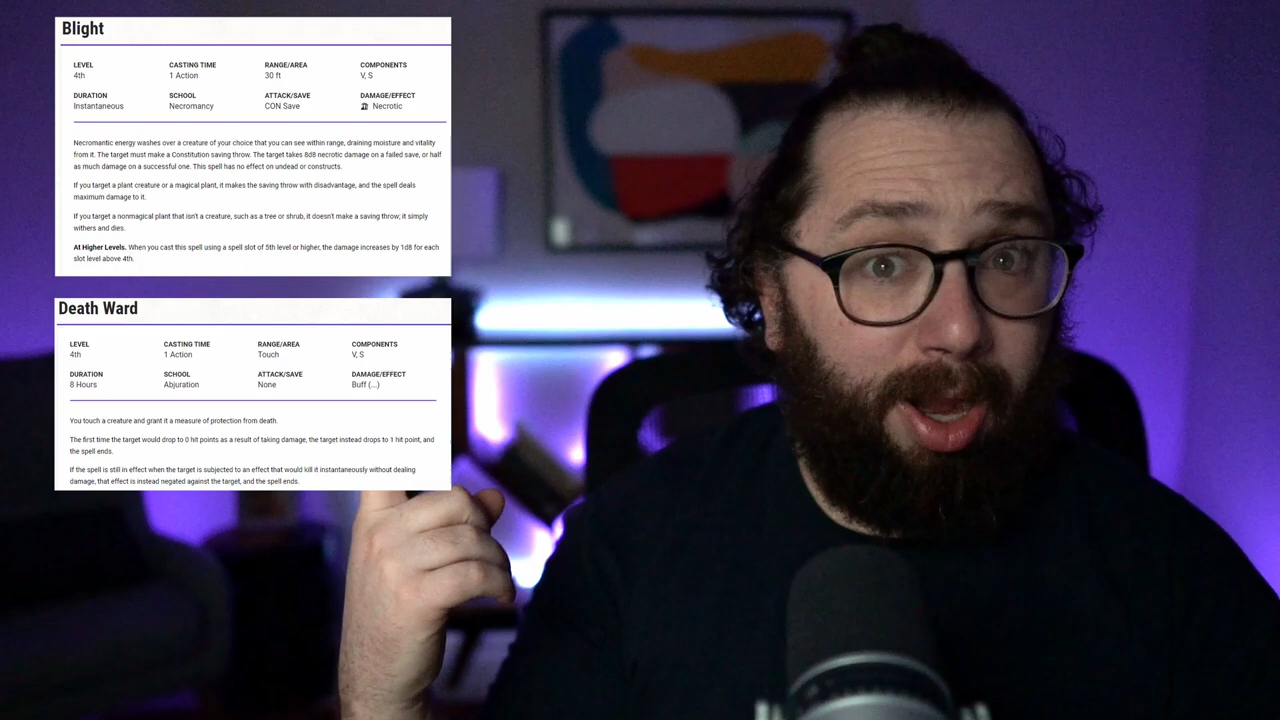 Blight
LEVEL CASTING TIME RANGE/AREA COMPONENTS
4th 1 Action 30 ft V, S
DURATION SCHOOL ATTACK/SAVE DAMAGE/EFFECT
Instantaneous Necromancy CON Save Necrotic
Necromantic energy washes over a creature of your choice that you can see within range, draining moisture and vitality
from it. The target must make a Constitution saving throw. The target takes 8d8 necrotic damage on a failed save, or half
as much damage on a successful one. This spell has no effect on undead or constructs.
If you target a plant creature or a magical plant, it makes the saving throw with disadvantage, and the spell deals
maximum damage to it.
If you target a nonmagical plant that isn't a creature, such as a tree or shrub, it doesn't make a saving throw; it simply
withers and dies.
At Higher Levels. When you cast this spell using a spell slot of 5th level or higher, the damage increases by 1d8 for each
slot level above 4th.
Death Ward
LEVEL CASTING TIME RANGE/AREA COMPONENTS
4th 1 Action Touch V, S
DURATION SCHOOL ATTACK/SAVE DAMAGE/EFFECT
8 Hours Abjuration None Buff (...)
You touch a creature and grant it a measure of protection from death.
The first time the target would drop to 0 hit points as a result of taking damage, the target instead drops to 1 hit point, and
the spell ends.
If the spell is still in effect when the target is subjected to an effect that would kill it instantaneously without dealing
damage, that effect is instead negated against the target, and the spell ends.